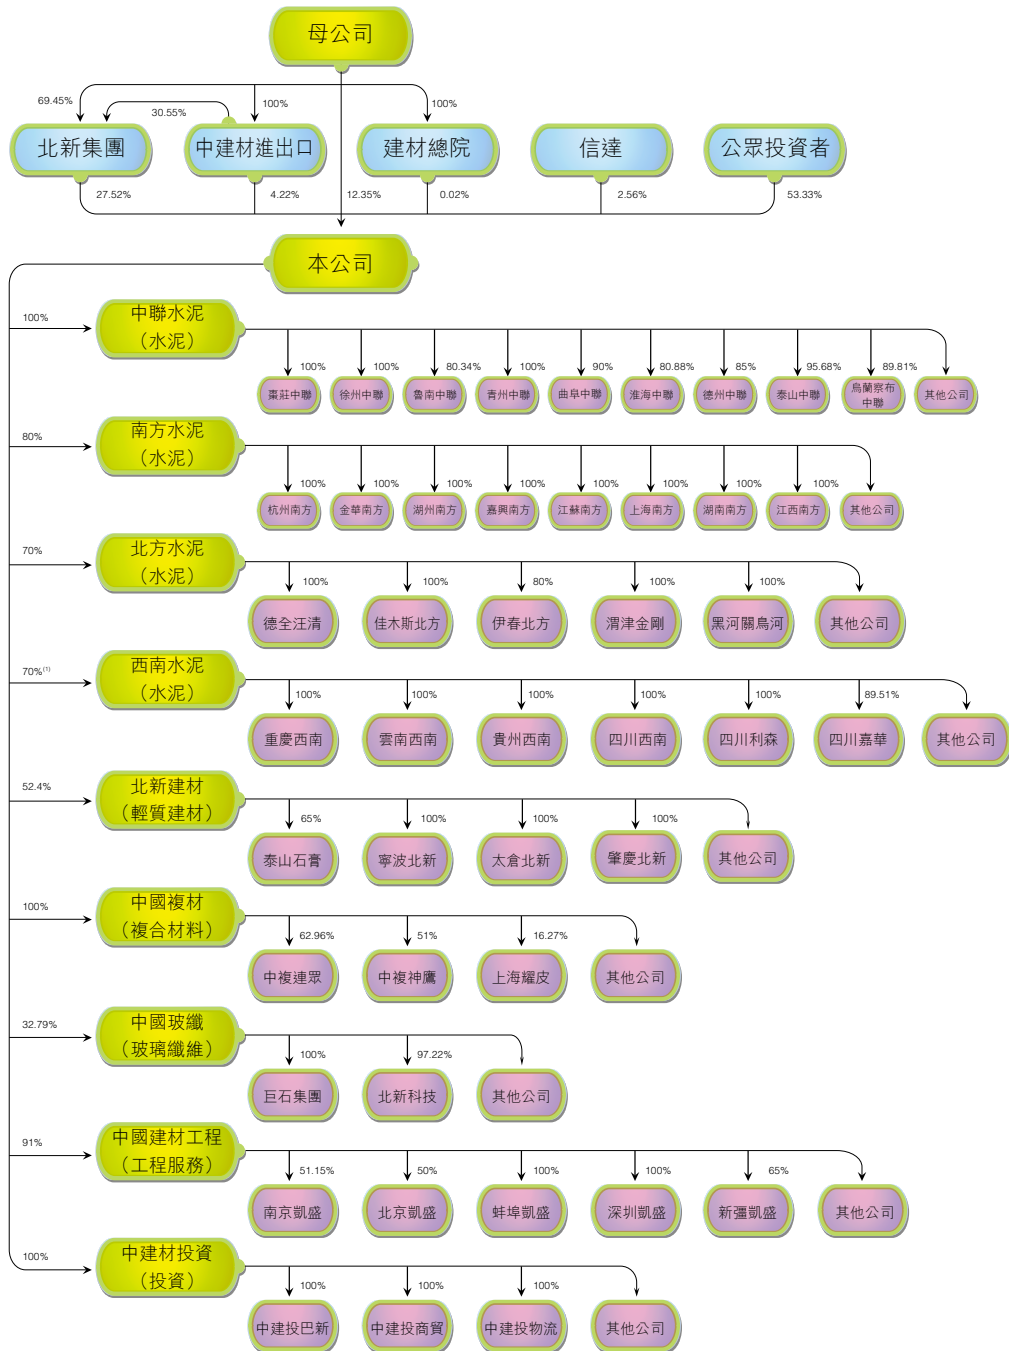 母公司
69.45%
30.55%
100%
100%
北新集團
中建材進出口
建材總院
信達
公眾投資者
27.52%
4.22%
12.35%
0.02%
2.56%
53.33%
本公司
100%
中聯水泥
（水泥）
100%
100%
80.34%
100%
90%
80.88%
85%
95.68%
89.81%
棗莊中聯
徐州中聯
魯南中聯
青州中聯
曲阜中聯
淮海中聯
德州中聯
泰山中聯
烏蘭察布
中聯
其他公司
80%
南方水泥
（水泥）
100%
100%
100%
100%
100%
100%
100%
100%
杭州南方
金華南方
湖州南方
嘉興南方
江蘇南方
上海南方
湖南南方
江西南方
其他公司
70%
北方水泥
（水泥）
100%
100%
80%
100%
100%
德全汪清
佳木斯北方
伊春北方
渭津金剛
黑河關鳥河
其他公司
70%(1)
西南水泥
（水泥）
100%
100%
100%
100%
100%
89.51%
重慶西南
雲南西南
貴州西南
四川西南
四川利森
四川嘉華
其他公司
52.4%
北新建材
（輕質建材）
65%
100%
100%
100%
泰山石膏
寧波北新
太倉北新
肇慶北新
其他公司
100%
中國複材
（複合材料）
62.96%
51%
16.27%
中複連眾
中複神鷹
上海耀皮
其他公司
32.79%
中國玻纖
（玻璃纖維）
100%
97.22%
巨石集團
北新科技
其他公司
91%
中國建材工程
（工程服務）
51.15%
50%
100%
100%
65%
南京凱盛
北京凱盛
蚌埠凱盛
深圳凱盛
新疆凱盛
其他公司
100%
中建材投資
（投資）
100%
100%
100%
中建投巴新
中建投商貿
中建投物流
其他公司